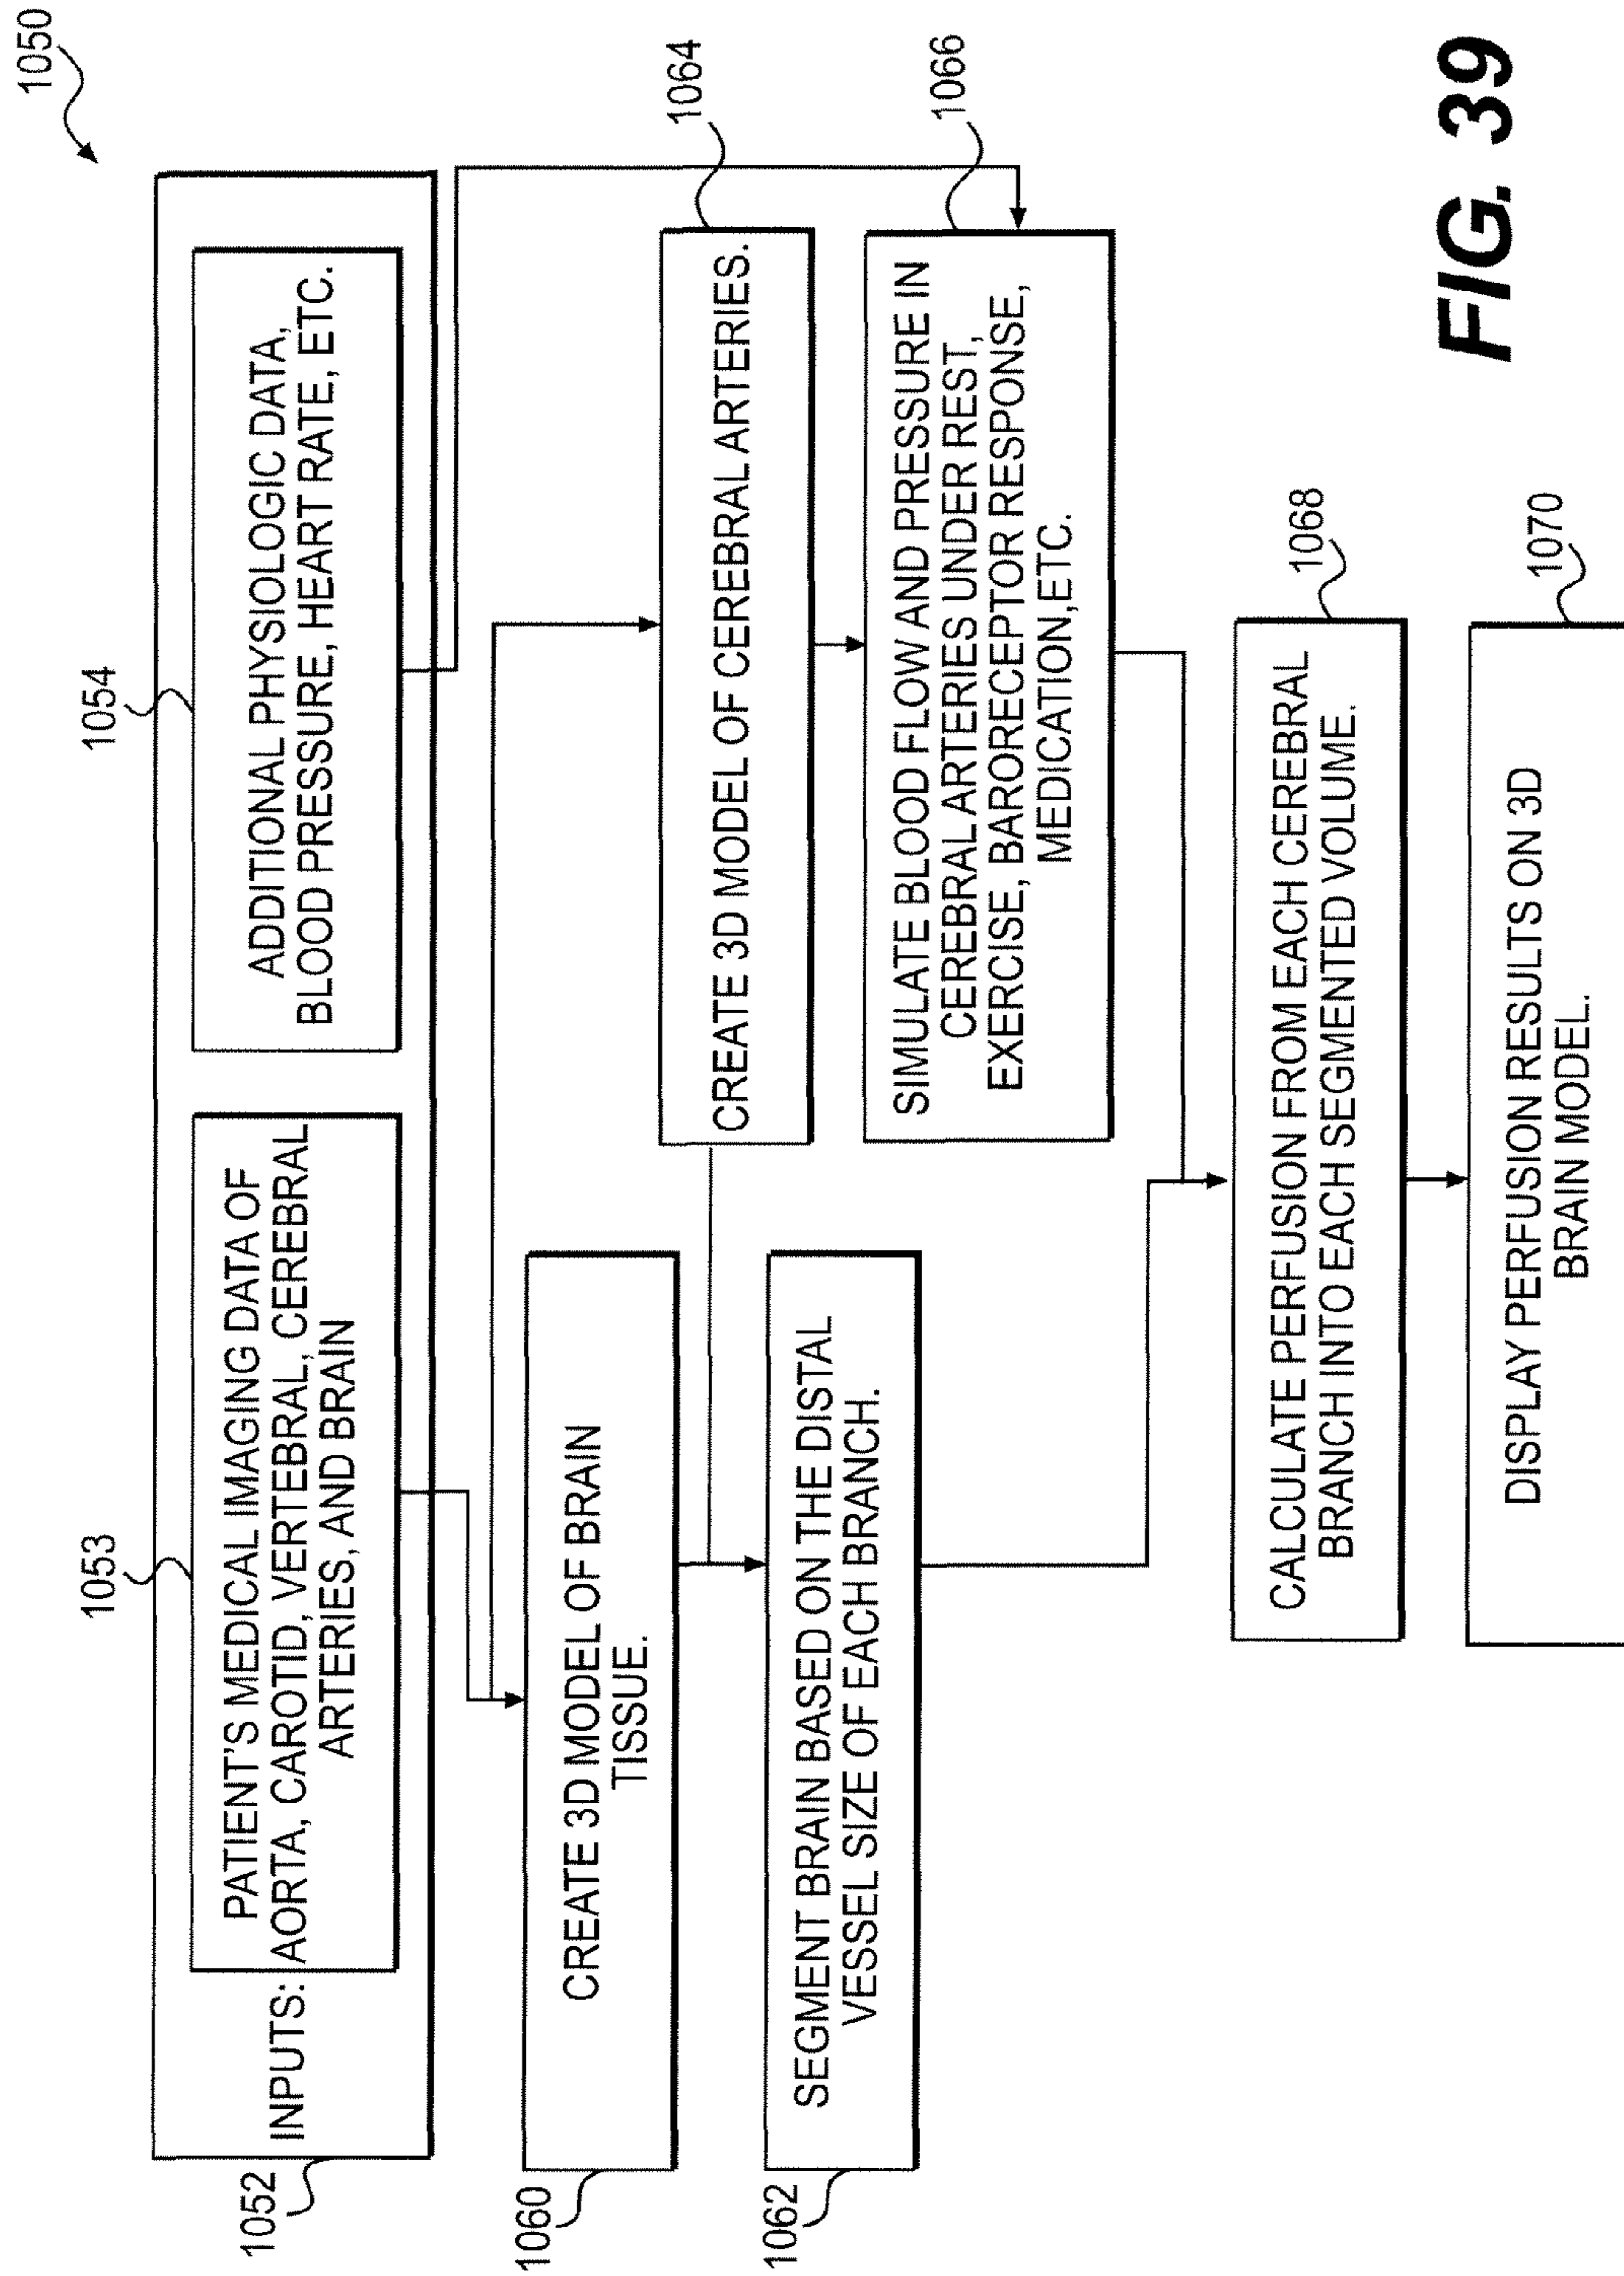 1050
1053
1054
1052
INPUTS:
PATIENT'S MEDICAL IMAGING DATA OF
AORTA, CAROTID, VERTEBRAL, CEREBRAL
ARTERIES, AND BRAIN
ADDITIONAL PHYSIOLOGIC DATA,
BLOOD PRESSURE, HEART RATE, ETC.
1060
CREATE 3D MODEL OF BRAIN
TISSUE.
1064
CREATE 3D MODEL OF CEREBRAL ARTERIES.
1062
SEGMENT BRAIN BASED ON THE DISTAL
VESSEL SIZE OF EACH BRANCH.
1066
SIMULATE BLOOD FLOW AND PRESSURE IN
CEREBRAL ARTERIES UNDER REST,
EXERCISE, BARORECEPTOR RESPONSE,
MEDICATION,ETC.
1068
CALCULATE PERFUSION FROM EACH CEREBRAL
BRANCH INTO EACH SEGMENTED VOLUME.
1070
DISPLAY PERFUSION RESULTS ON 3D
BRAIN MODEL.
FIG. 39